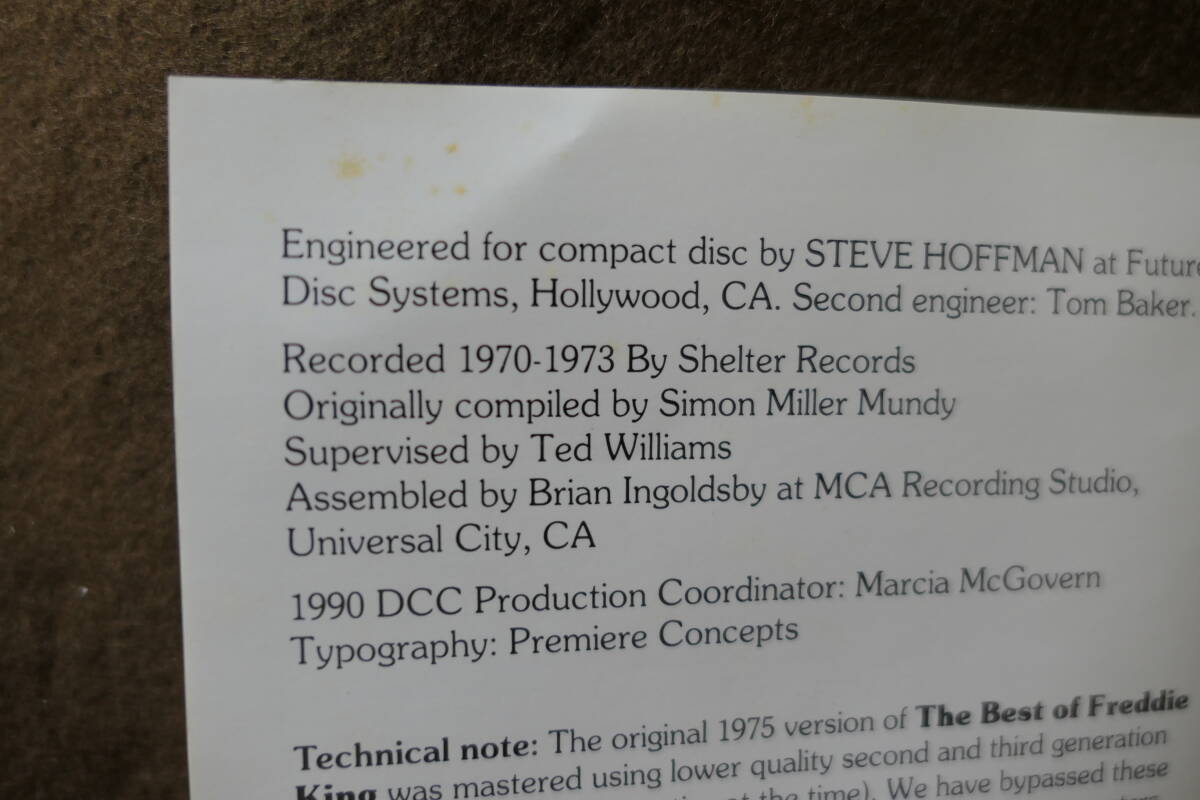 Engineered for compact disc by STEVE HOFFMAN at Future
Disc Systems, Hollywood, CA. Second engineer: Tom Baker.
Recorded 1970-1973 By Shelter Records
Originally compiled by Simon Miller Mundy
Supervised by Ted Williams
Assembled by Brian Ingoldsby at MCA Recording Studio,
Universal City, CA
1990 DCC Production Coordinator: Marcia McGovern
Typography: Premiere Concepts
Technical note: The original 1975 version of The Best of Freddie
King was mastered using lower quality second and third generation
at the time). We have bypassed these